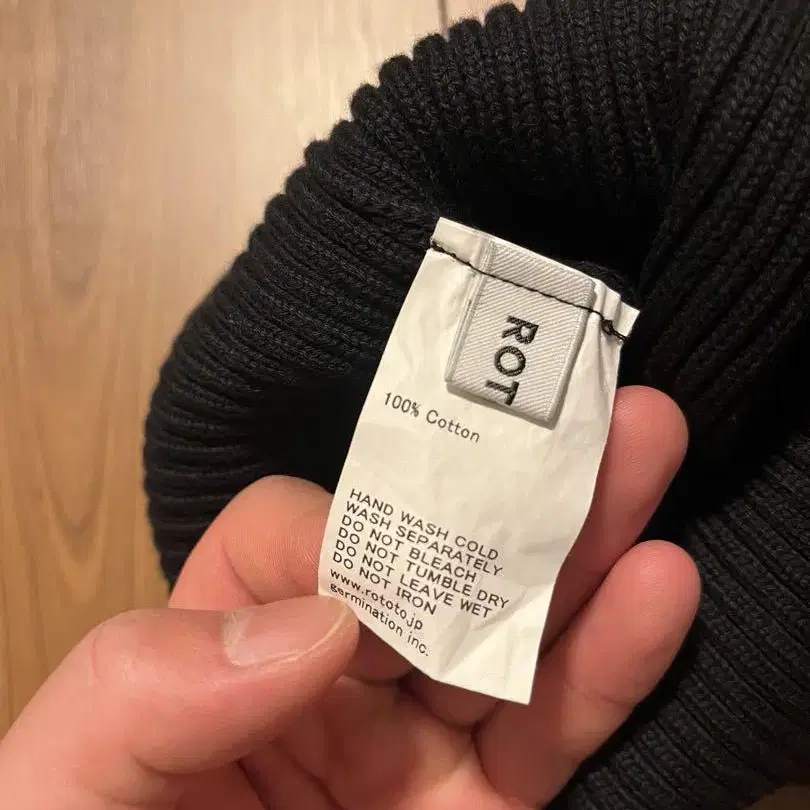 ROT
100% Cotton
HAND WASH COLD
WASH SEPARATELY
DO NOT BLEACH
DO NOT TUMBLE DRY
DO NOT LEAVE WET
DO NOT IRON
www.rototo.jp
germination inc.